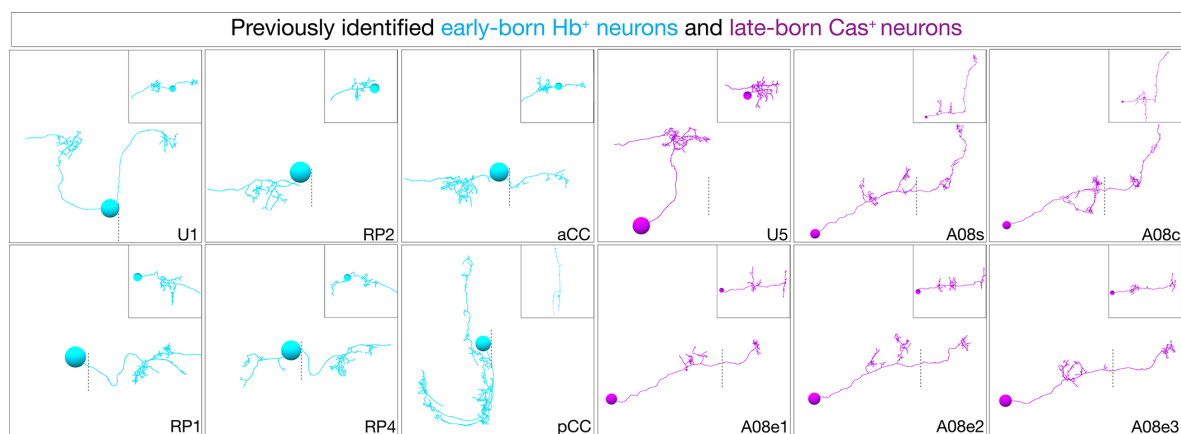 Previously identified early-born Hb⁺ neurons and late-born Cas⁺ neurons
U1
RP2
aCC
U5
A08s
A08c
RP1
RP4
pCC
A08e1
A08e2
A08e3